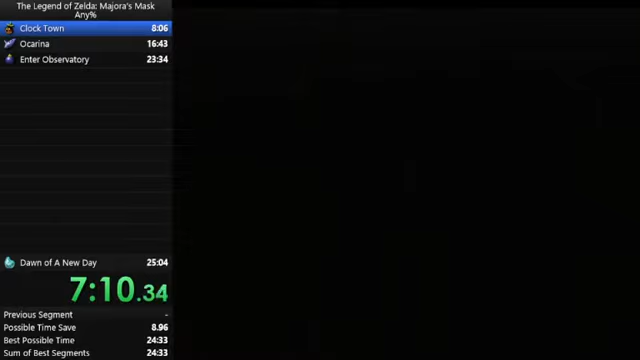 The Legend of Zelda: Majora's Mask
Any%
Clock Town 8:06
Ocarina 16:43
Enter Observatory 23:34
Dawn of A New Day 25:04
7:10.34
Previous Segment -
Possible Time Save 8.96
Best Possible Time 24:33
Sum of Best Segments 24:33